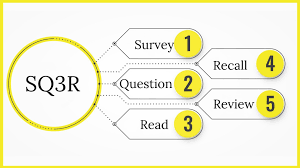 SQ3R
Survey 1
Question 2
Read 3
Recall 4
Review 5